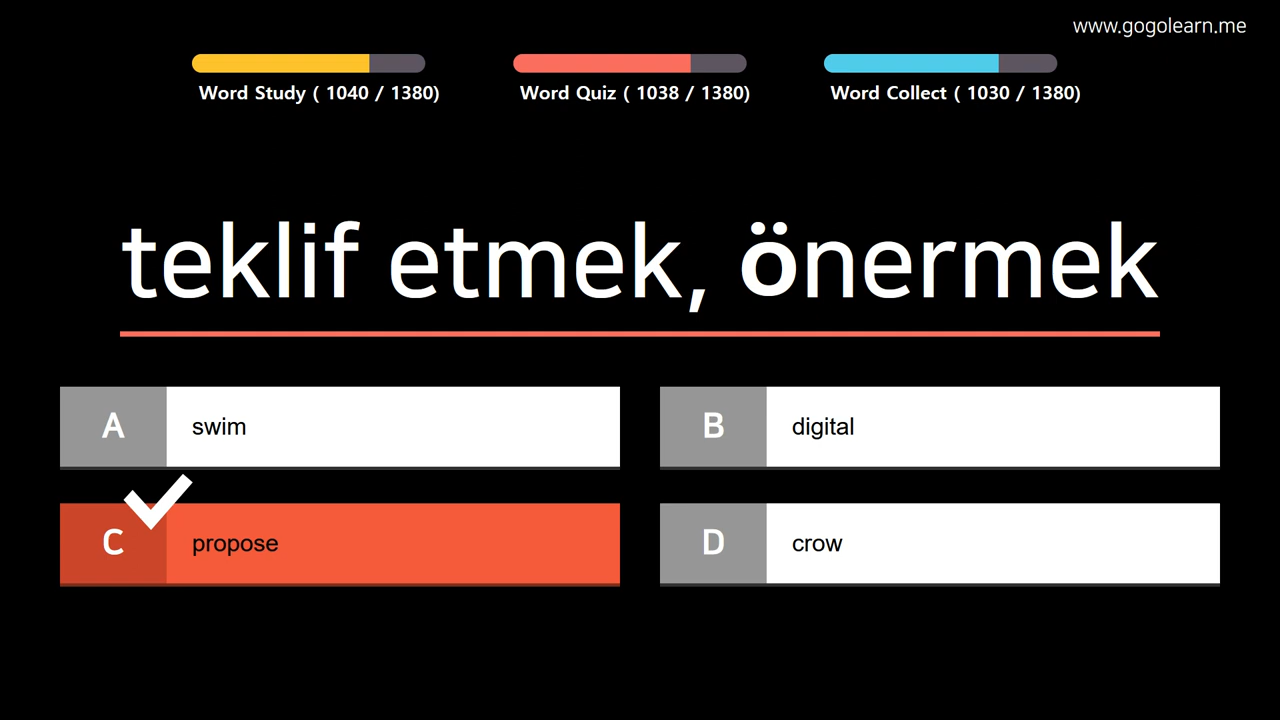 www.gogolearn.me
Word Study ( 1040 / 1380)
Word Quiz ( 1038 / 1380)
Word Collect ( 1030 / 1380)
teklif etmek, önermek
A swim
B digital
C propose
D crow